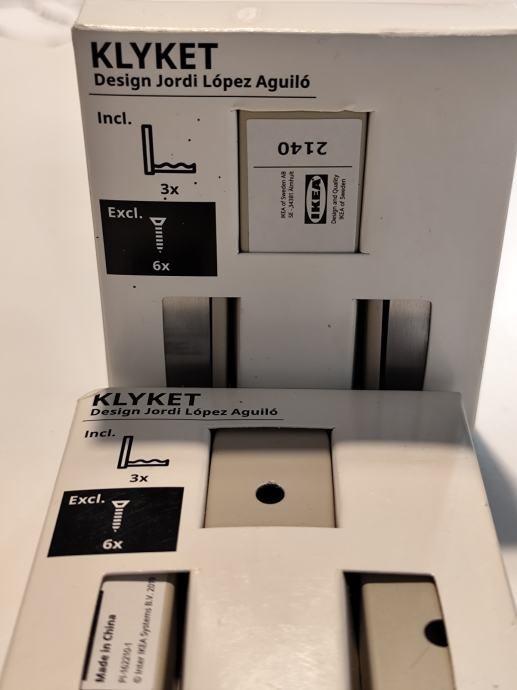 KLYKET
Design Jordi López Aguiló
Incl.
3x
Excl.
6x
2140
IKEA of Sweden AB
SE-34381 Älmhult
IKEA
Design and Quality
IKEA of Sweden
KLYKET
Design Jordi López Aguiló
Incl.
3x
Excl.
6x
Made in China
© Inter IKEA Systems B.V.